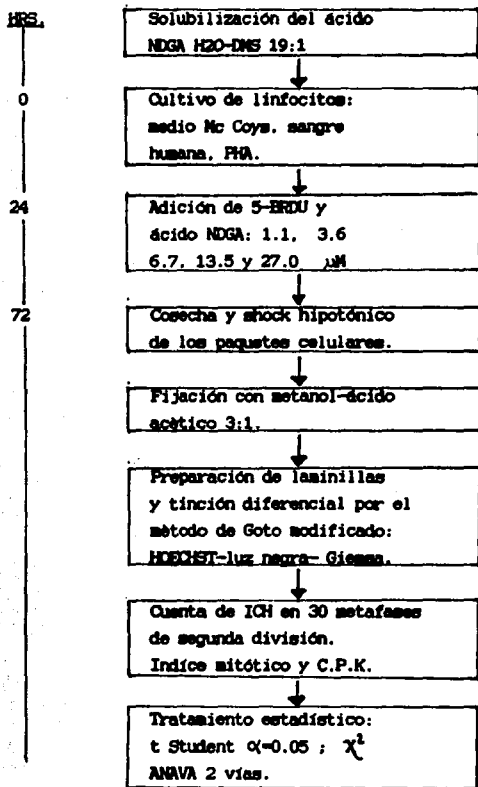 HRS.
Solubilización del ácido
NDGA H2O-DMS 19:1
0
Cultivo de linfocitos:
medio Mc Coys, sangre
humana, PHA.
24
Adición de 5-BRDU y
ácido NDGA: 1.1, 3.6
6.7, 13.5 y 27.0 µM
72
Cosecha y shock hipotónico
de los paquetes celulares.
Fijación con metanol-ácido
acètico 3:1.
Preparación de laminillas
y tinción diferencial por el
mètodo de Goto modificado:
HOECHST-luz negra- Giemsa.
Cuenta de ICH en 30 metafases
de segunda división.
Indice mitótico y C.P.K.
Tratamiento estadístico:
t Student α=0.05 ; χ²
ANAVA 2 vías.